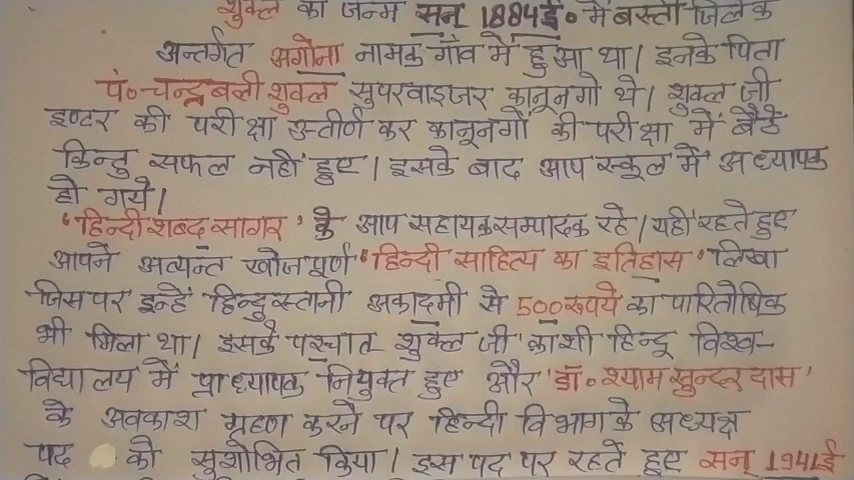 शुक्ल का जन्म सन् 1884ई० में बस्ती जिले के
अन्तर्गत अगोना नामक गाँव में हुआ था। इनके पिता
पं० चन्द्रबली शुक्ल सुपरवाइजर कानूनगो थे। शुक्ल जी
इण्टर की परीक्षा उत्तीर्ण कर कानूनगों की परीक्षा में बैठे
किन्तु सफल नहीं हुए। इसके बाद आप स्कूल में अध्यापक
हो गये।
'हिन्दी शब्द सागर' के आप सहायक सम्पादक रहे। यहीं रहते हुए
आपने अत्यन्त खोजपूर्ण 'हिन्दी साहित्य का इतिहास' लिखा
जिस पर इन्हें हिन्दुस्तानी अकादमी से 500 रूपये का पारितोषिक
भी मिला था। इसके पश्चात शुक्ल जी काशी हिन्दू विश्व-
विद्यालय में प्राध्यापक नियुक्त हुए और 'डॉ० श्याम सुन्दर दास'
के अवकाश ग्रहण करने पर हिन्दी विभाग के अध्यक्ष
पद को सुशोभित किया। इस पद पर रहते हुए सन् 1941ई